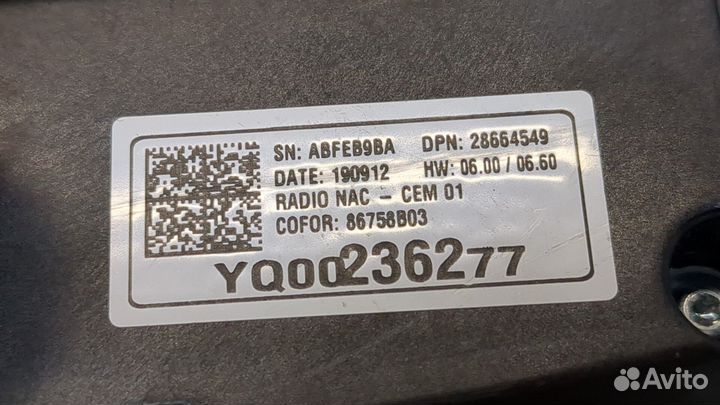 SN: ABFEB9BA DPN: 28664549
DATE: 190912 HW: 06.00 / 06.60
RADIO NAC - CEM 01
COFOR: 86758B03
YQ00236277
Avito